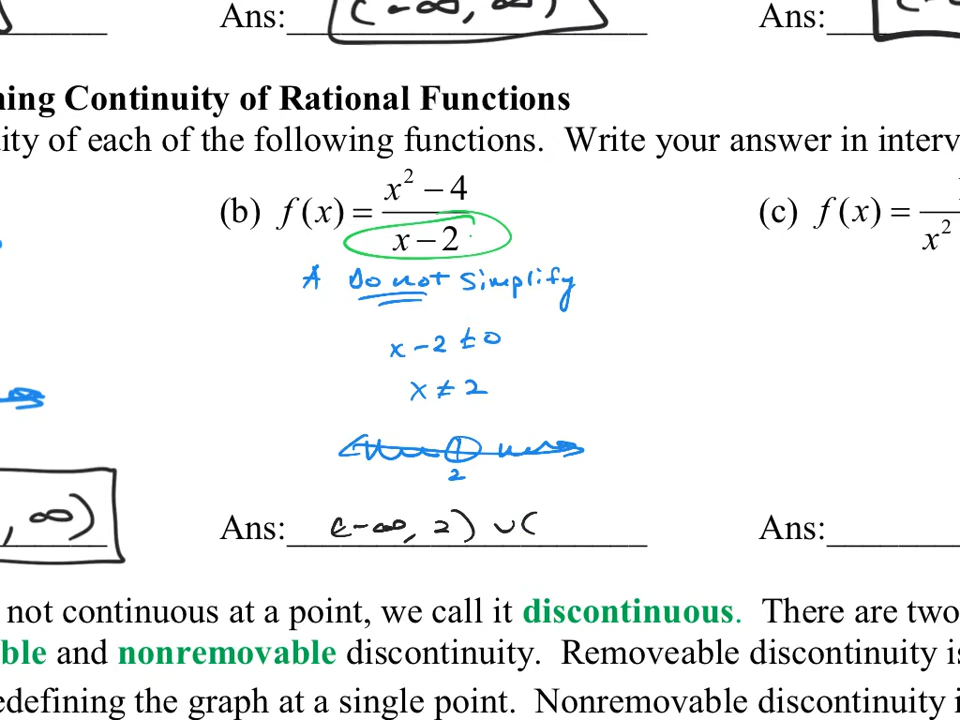 Ans: (-∞, ∞) Ans:
ning Continuity of Rational Functions
ity of each of the following functions. Write your answer in interv
(b) f(x) = (x² − 4)/(x − 2) (c) f(x) = x²
Do not simplify
x - 2 ≠ 0
x ≠ 2
2
, ∞) Ans: (-∞, 2) ∪ ( Ans:
not continuous at a point, we call it discontinuous. There are two
ble and nonremovable discontinuity. Removeable discontinuity is
edefining the graph at a single point. Nonremovable discontinuity i